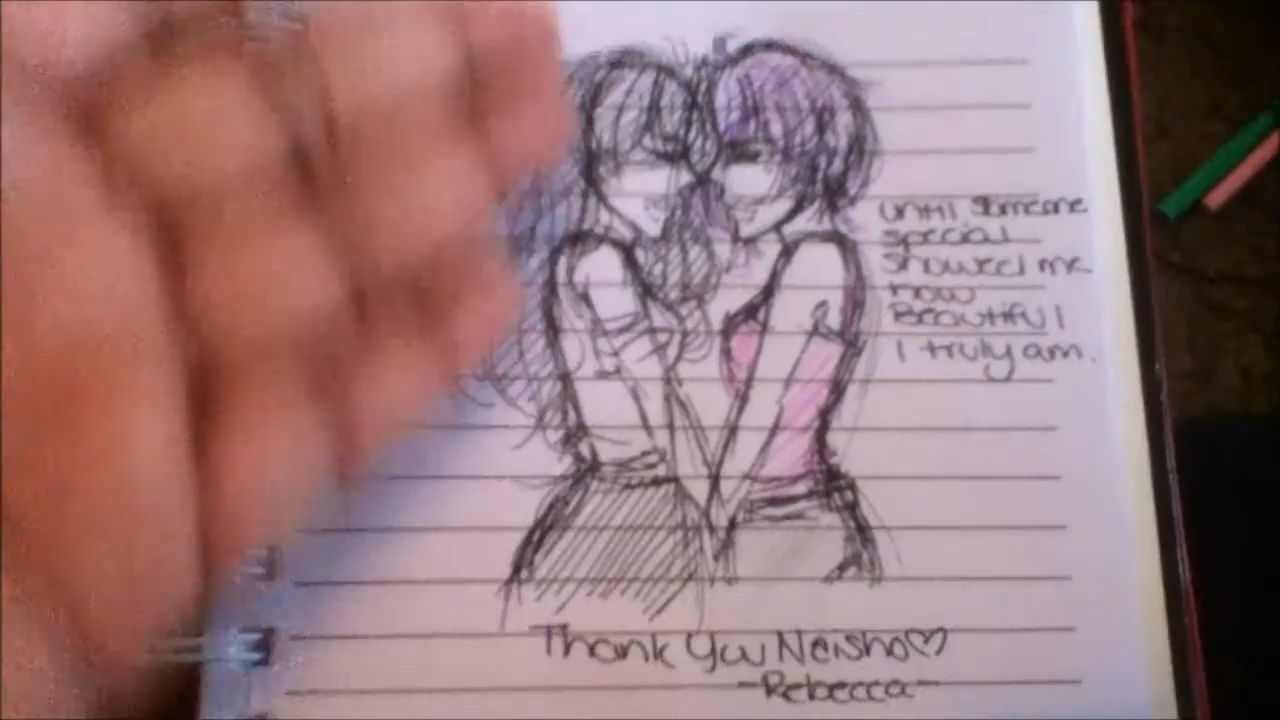 until someone
special
showed me
how
Beautiful
I truly am.
Thank You Neisha♡
-Rebecca-